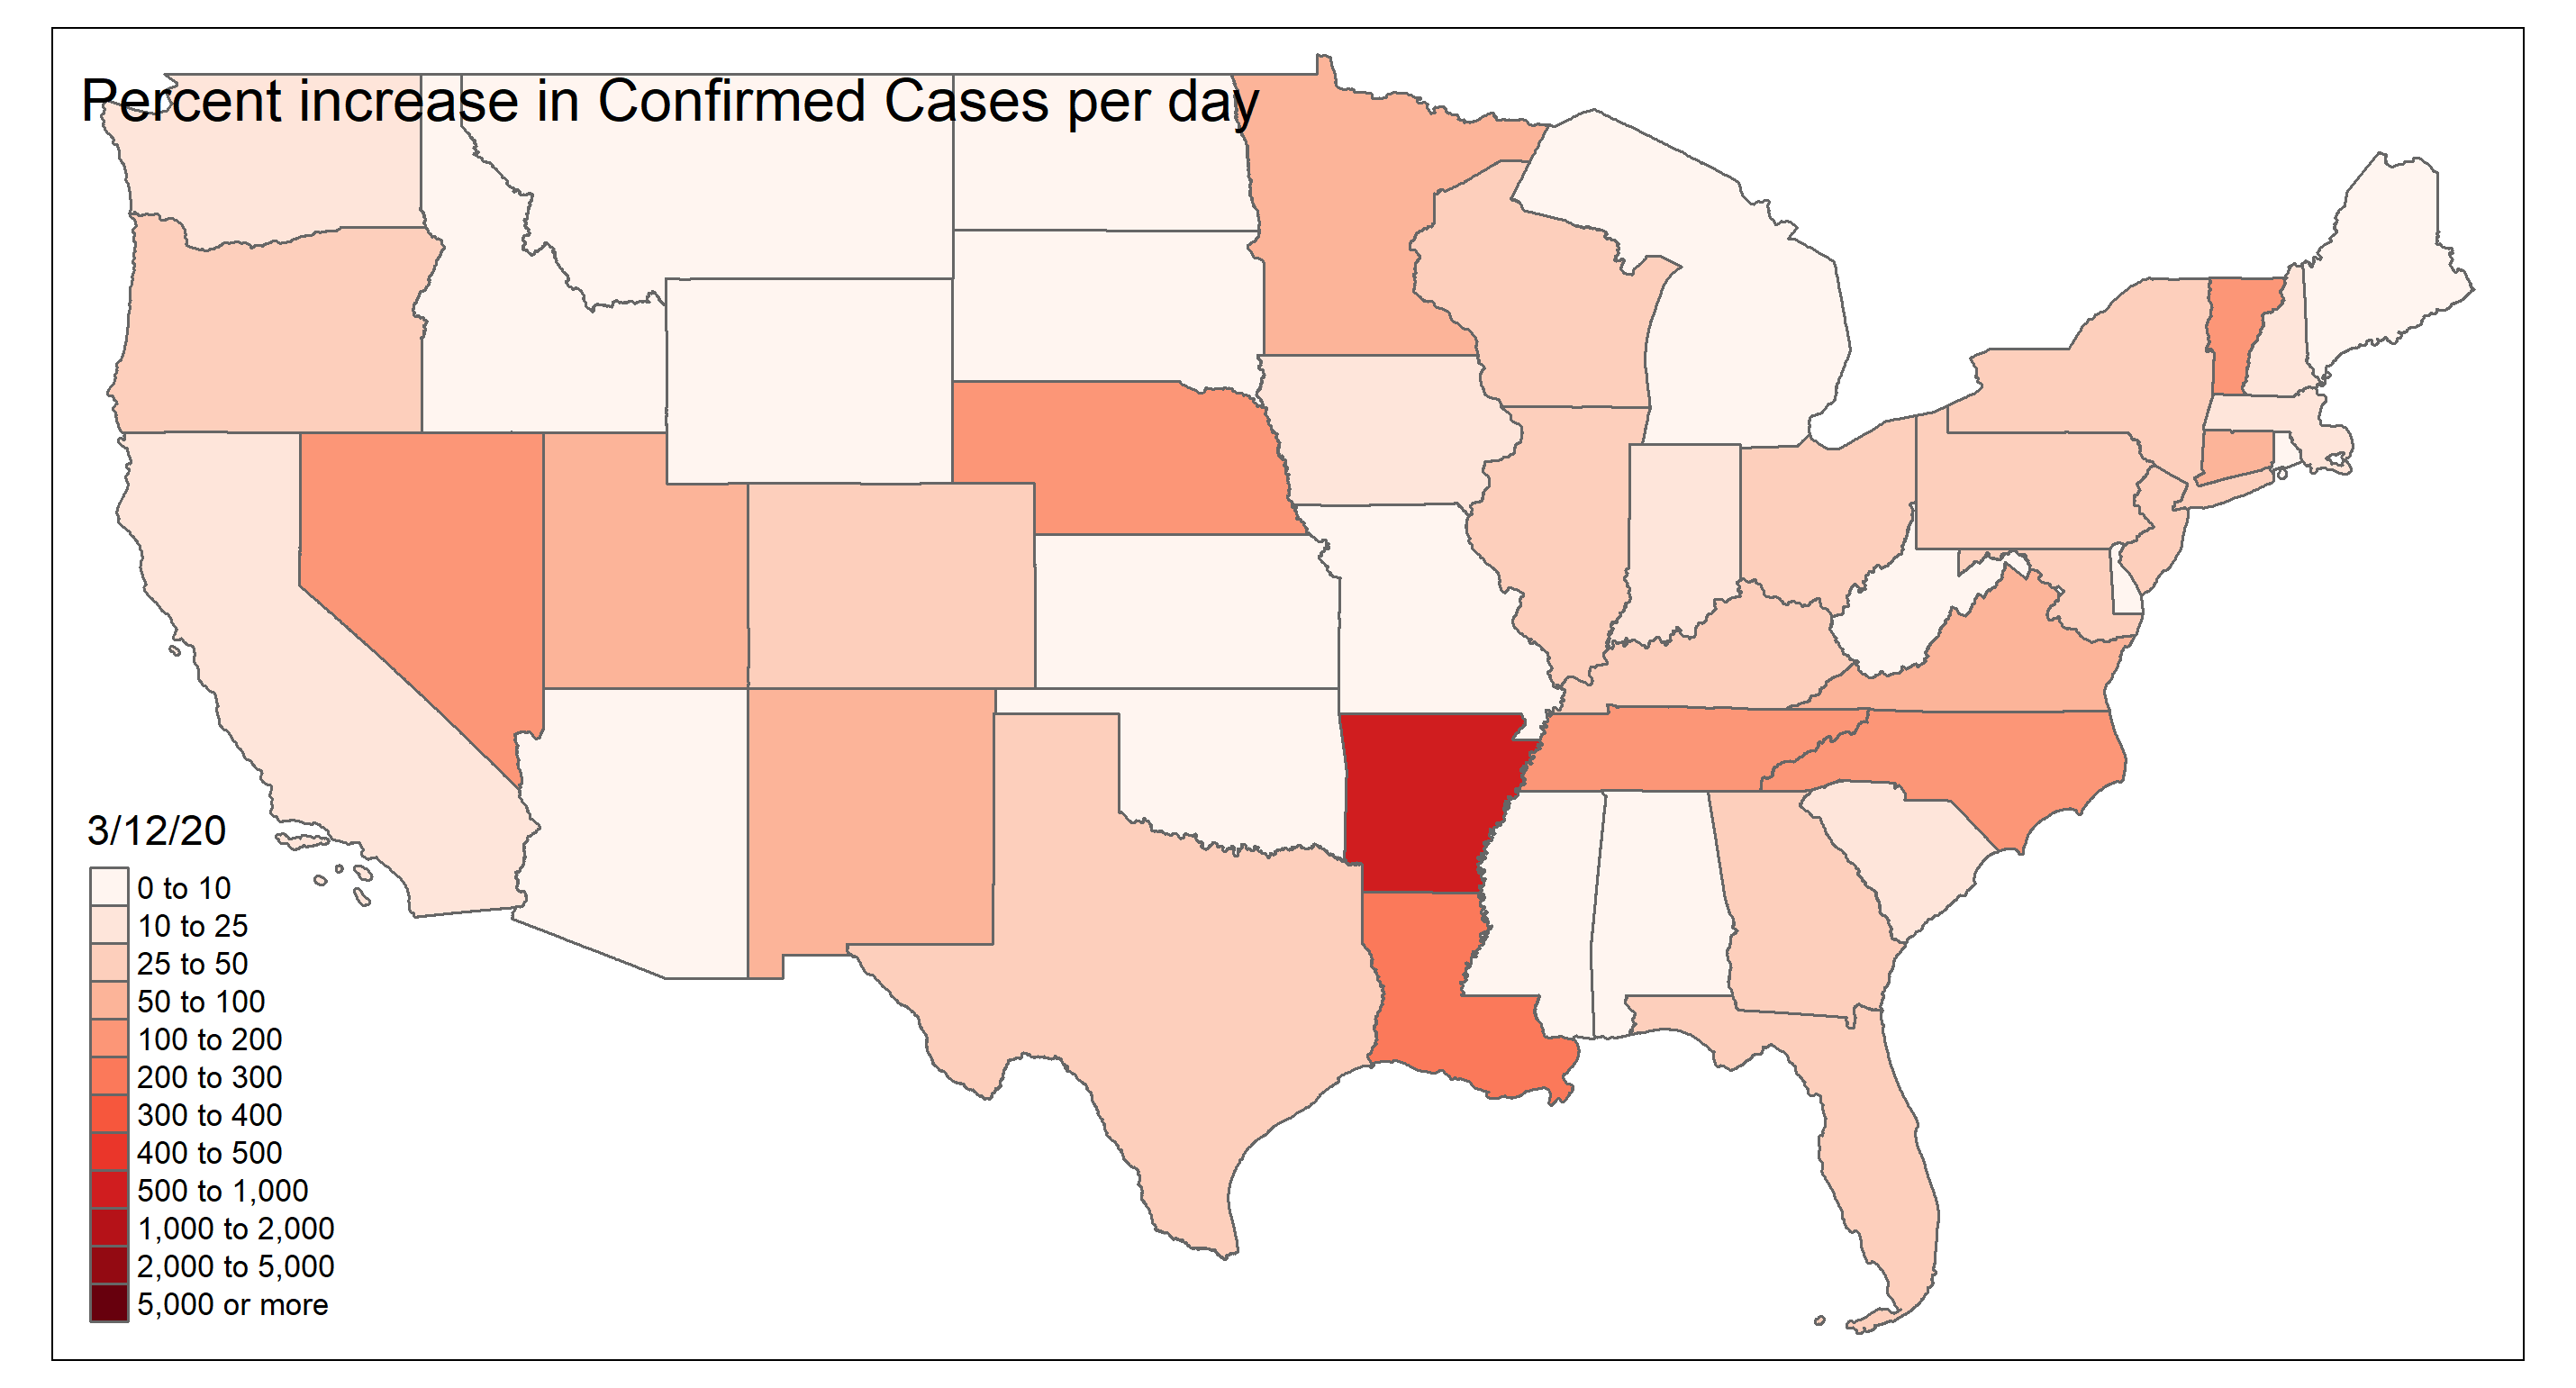 Percent increase in Confirmed Cases per day
3/12/20
0 to 10
10 to 25
25 to 50
50 to 100
100 to 200
200 to 300
300 to 400
400 to 500
500 to 1,000
1,000 to 2,000
2,000 to 5,000
5,000 or more